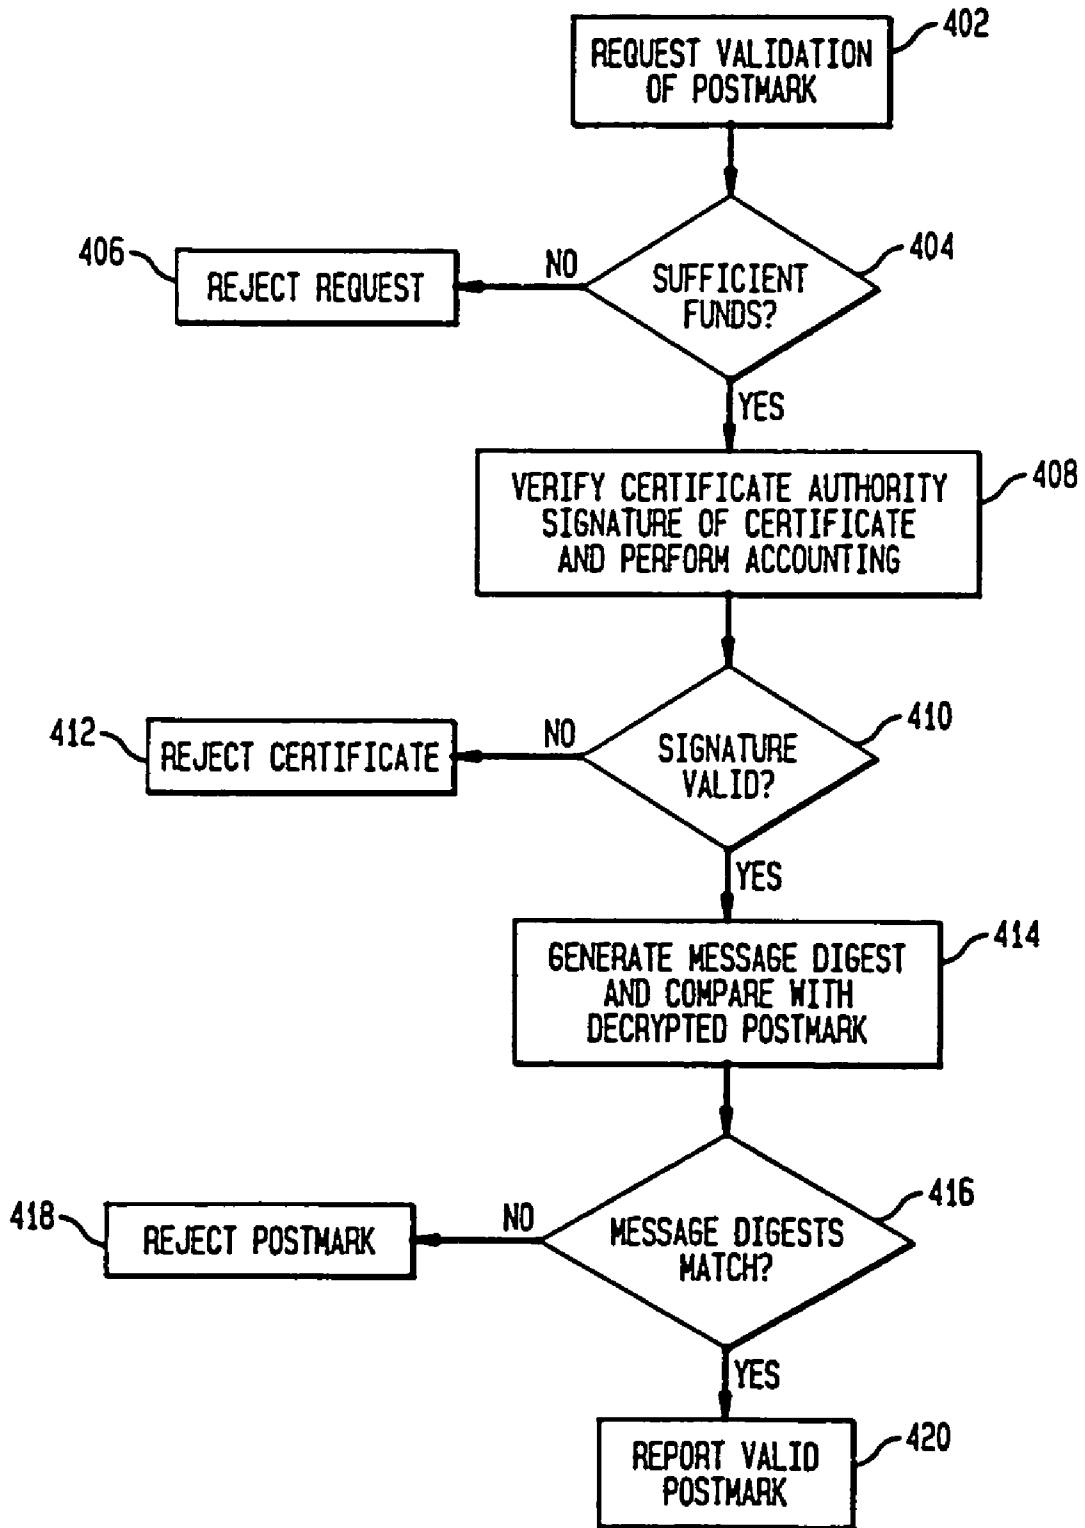 402
REQUEST VALIDATION
OF POSTMARK
404
406
NO
SUFFICIENT
FUNDS?
REJECT REQUEST
YES
408
VERIFY CERTIFICATE AUTHORITY
SIGNATURE OF CERTIFICATE
AND PERFORM ACCOUNTING
410
412
NO
SIGNATURE
VALID?
REJECT CERTIFICATE
YES
414
GENERATE MESSAGE DIGEST
AND COMPARE WITH
DECRYPTED POSTMARK
416
418
NO
MESSAGE DIGESTS
MATCH?
REJECT POSTMARK
YES
420
REPORT VALID
POSTMARK